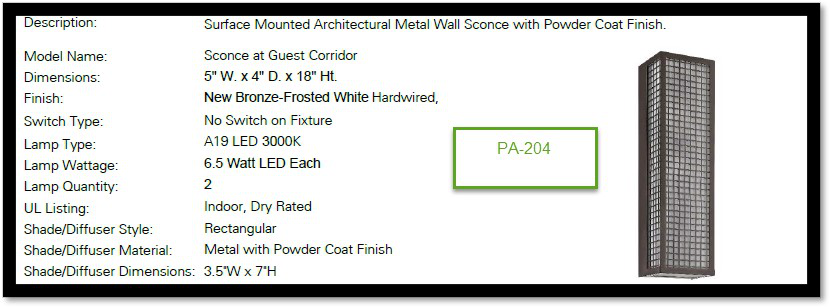 Description: Surface Mounted Architectural Metal Wall Sconce with Powder Coat Finish.
Model Name: Sconce at Guest Corridor
Dimensions: 5" W. x 4" D. x 18" Ht.
Finish: New Bronze-Frosted White Hardwired,
Switch Type: No Switch on Fixture
Lamp Type: A19 LED 3000K
Lamp Wattage: 6.5 Watt LED Each
Lamp Quantity: 2
UL Listing: Indoor, Dry Rated
Shade/Diffuser Style: Rectangular
Shade/Diffuser Material: Metal with Powder Coat Finish
Shade/Diffuser Dimensions: 3.5"W x 7"H
PA-204